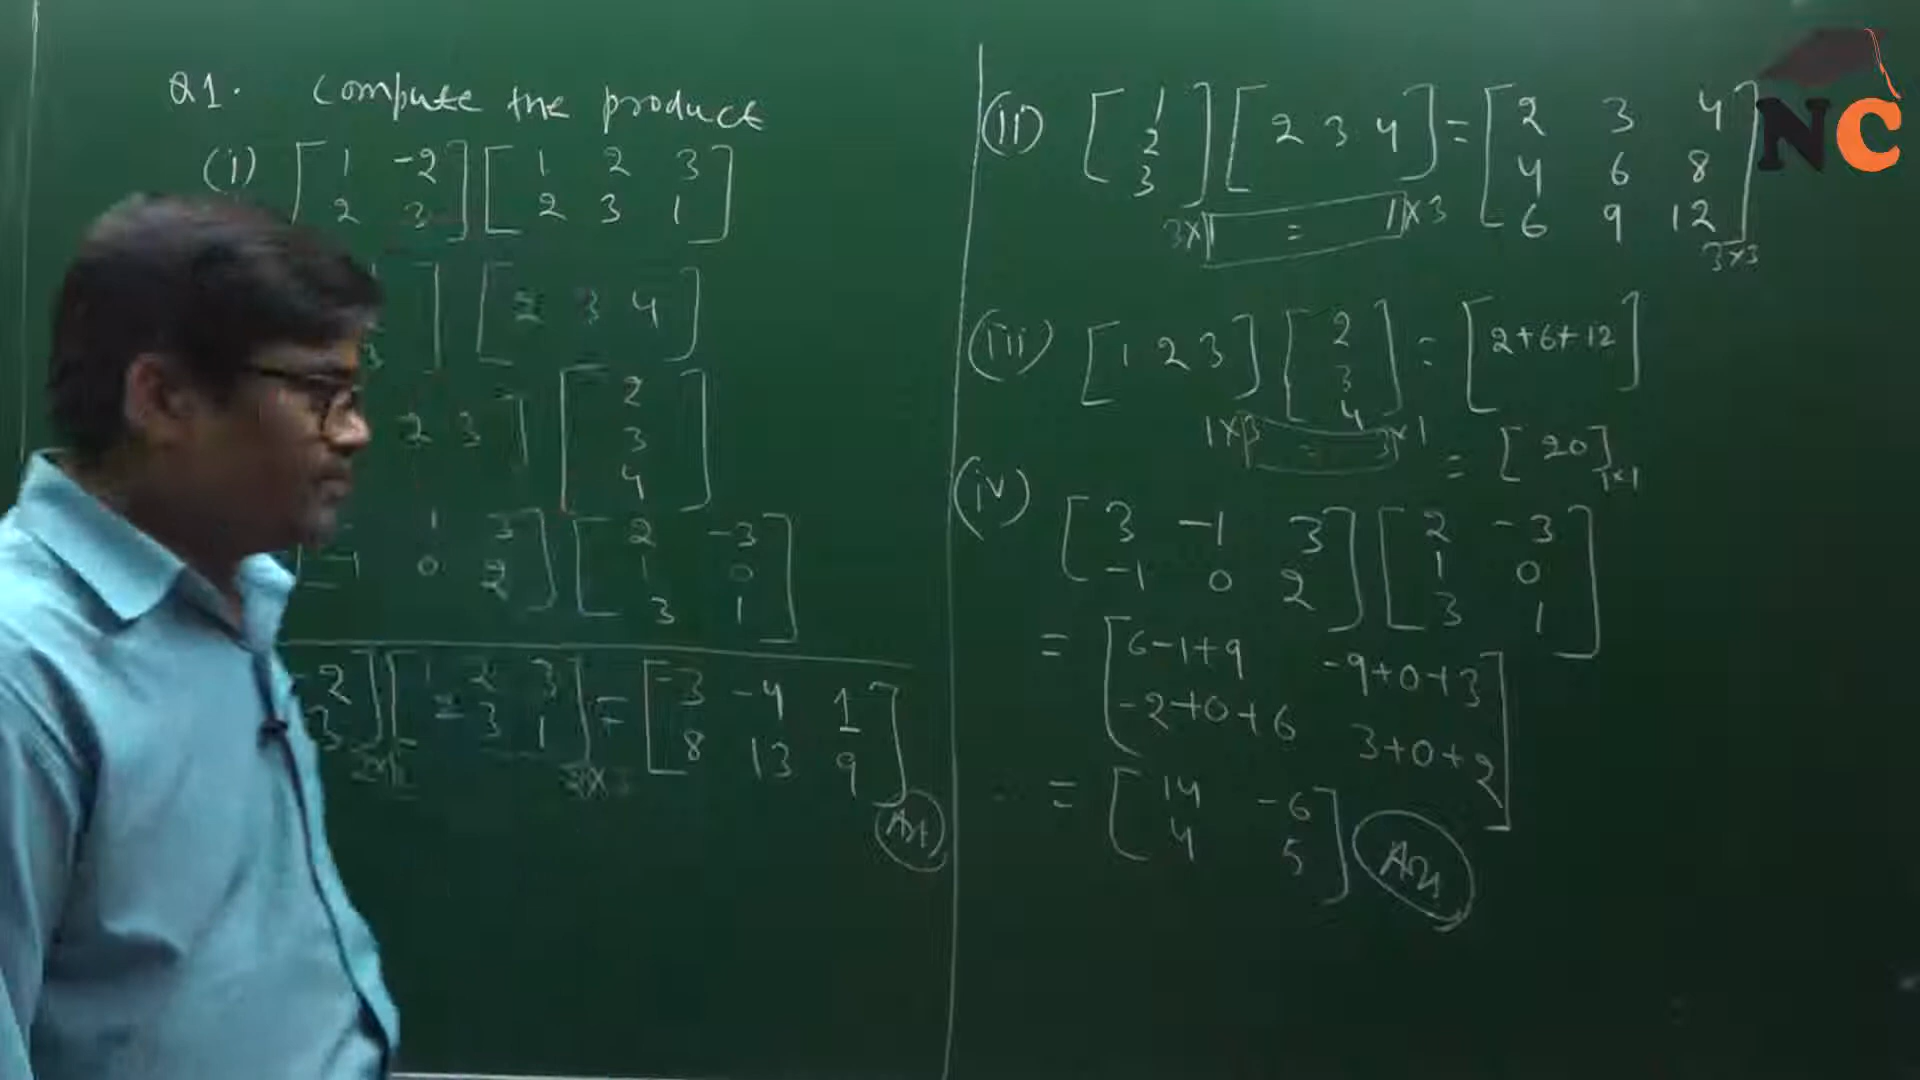 Q1. Compute the product
(i) [ 1 -2 ] [ 1 2 3 ]
2 3 2 3 1
] [ 2 3 4 ]
3
2 3 ] [ 2
3
4 ]
1 3 ] [ 2 -3 ]
-1 0 2 1 0
3 1
-2 ] [ 1 2 3 ] = [ -3 -4 1 ]
3 = 3 1 8 13 9
(ii) [ 1 ] [ 2 3 4 ] = [ 2 3 4 ]
2 4 6 8
3 6 9 12
3×1 = 1×3 3×3
(iii) [ 1 2 3 ] [ 2 ] = [ 2+6+12 ]
3
4
1×3 = 3×1 = [ 20 ] 1×1
(iv) [ 3 -1 3 ] [ 2 -3 ]
-1 0 2 1 0
3 1
= [ 6-1+9 -9+0+3 ]
-2+0+6 3+0+2
= [ 14 -6 ]
4 5 Ans
NC